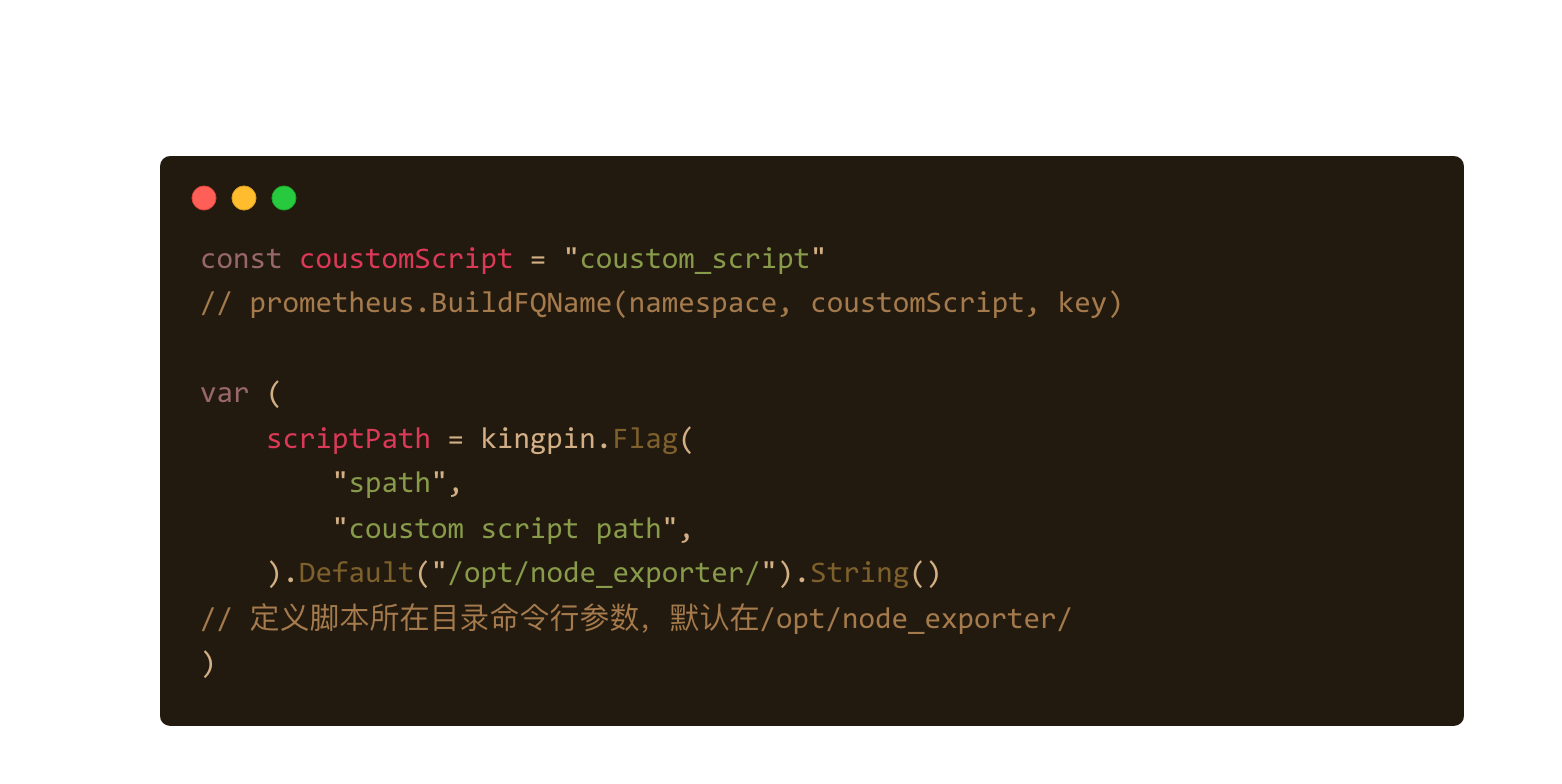 const coustomScript = "coustom_script"
// prometheus.BuildFQName(namespace, coustomScript, key)
var (
    scriptPath = kingpin.Flag(
        "spath",
        "coustom script path",
    ).Default("/opt/node_exporter/").String()
// 定义脚本所在目录命令行参数，默认在/opt/node_exporter/
)